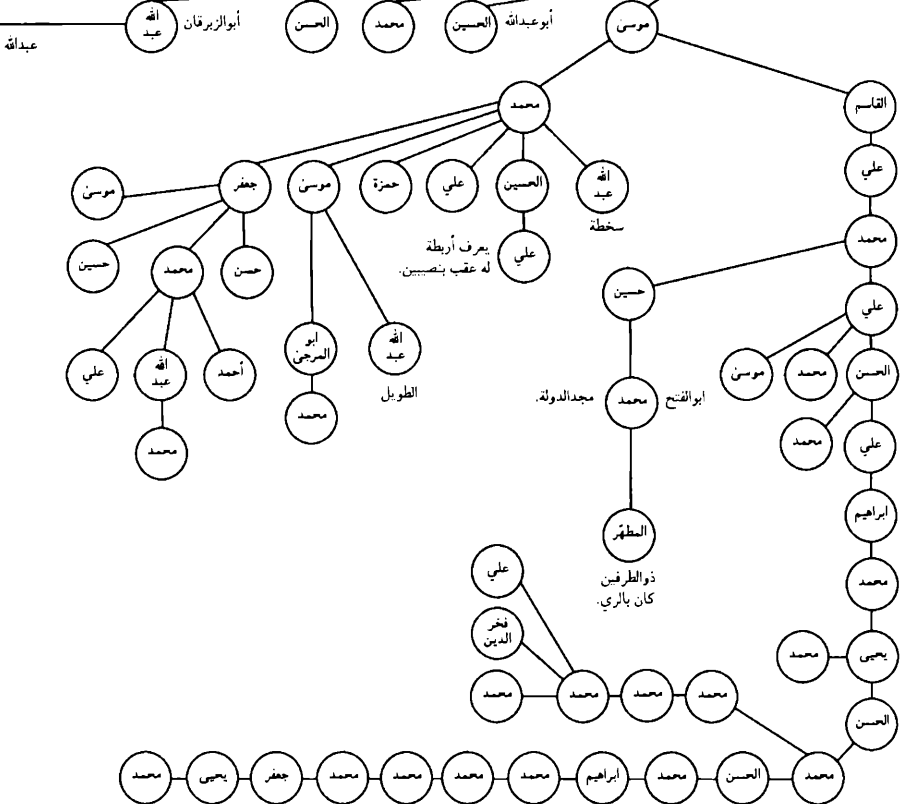 موسىٰ
أبوعبدالله
الحسين
محمد
الحسن
أبوالزبرقان
الله
عبد
عبدالله
محمد
القاسم
الله
عبد
سخطة
الحسين
علي
حمزة
موسىٰ
جعفر
موسىٰ
علي
محمد
علي
يعرف أربطة
له عقب بنصيبين.
حسن
محمد
حسين
حسين
علي
الله
عبد
الطويل
ابو
المرجىٰ
أحمد
الله
عبد
علي
الحسن
محمد
موسىٰ
ابوالفتح
محمد
مجدالدولة.
محمد
محمد
علي
محمد
ابراهيم
المطهّر
ذوالطرفين
كان بالري.
علي
محمد
فخر
الدين
يحيى
محمد
محمد
محمد
محمد
محمد
الحسن
محمد
الحسن
محمد
ابراهيم
محمد
محمد
محمد
محمد
جعفر
يحيى
محمد